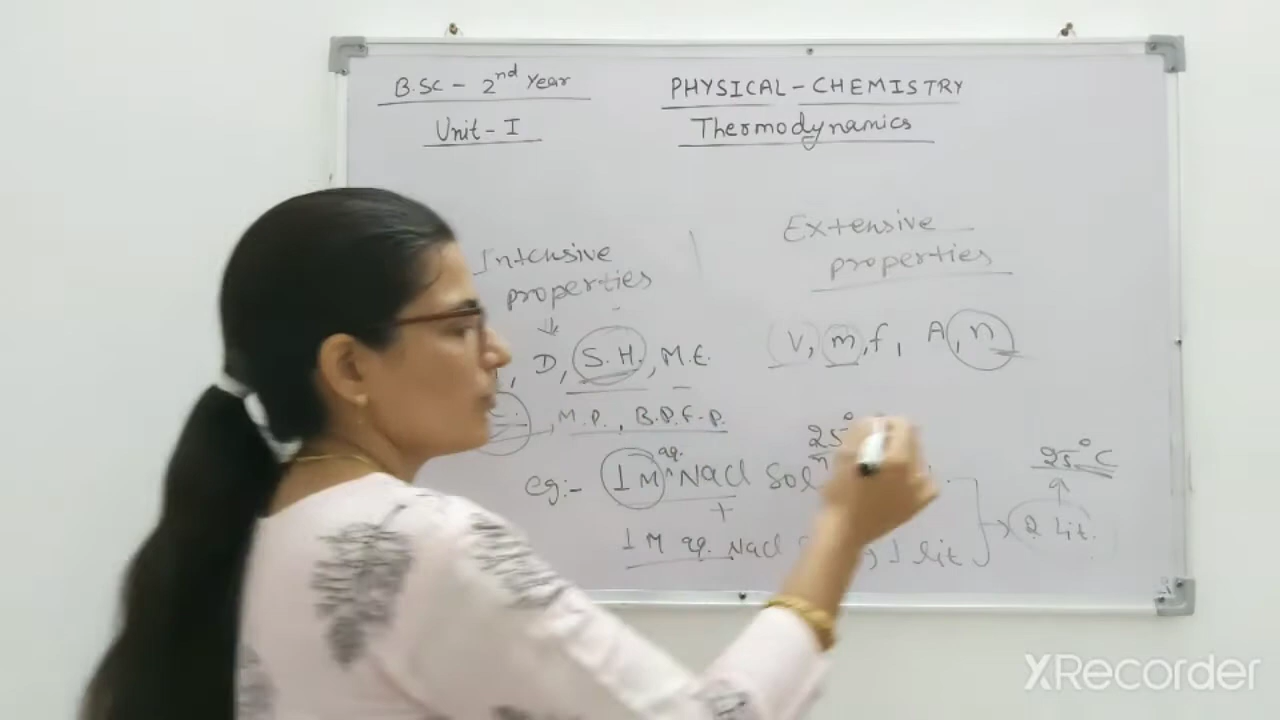 B.Sc - 2nd Year
Unit - I
PHYSICAL - CHEMISTRY
Thermodynamics
Intensive
properties
Extensive
properties
, D, S.H., M.E.
M.P., B.P. F.P.
V, m, f, A, n
25°
25°C
eg:- 1M aq. NaCl Soln
+
1M aq. NaCl , 1 lit
2 lit.
XRecorder